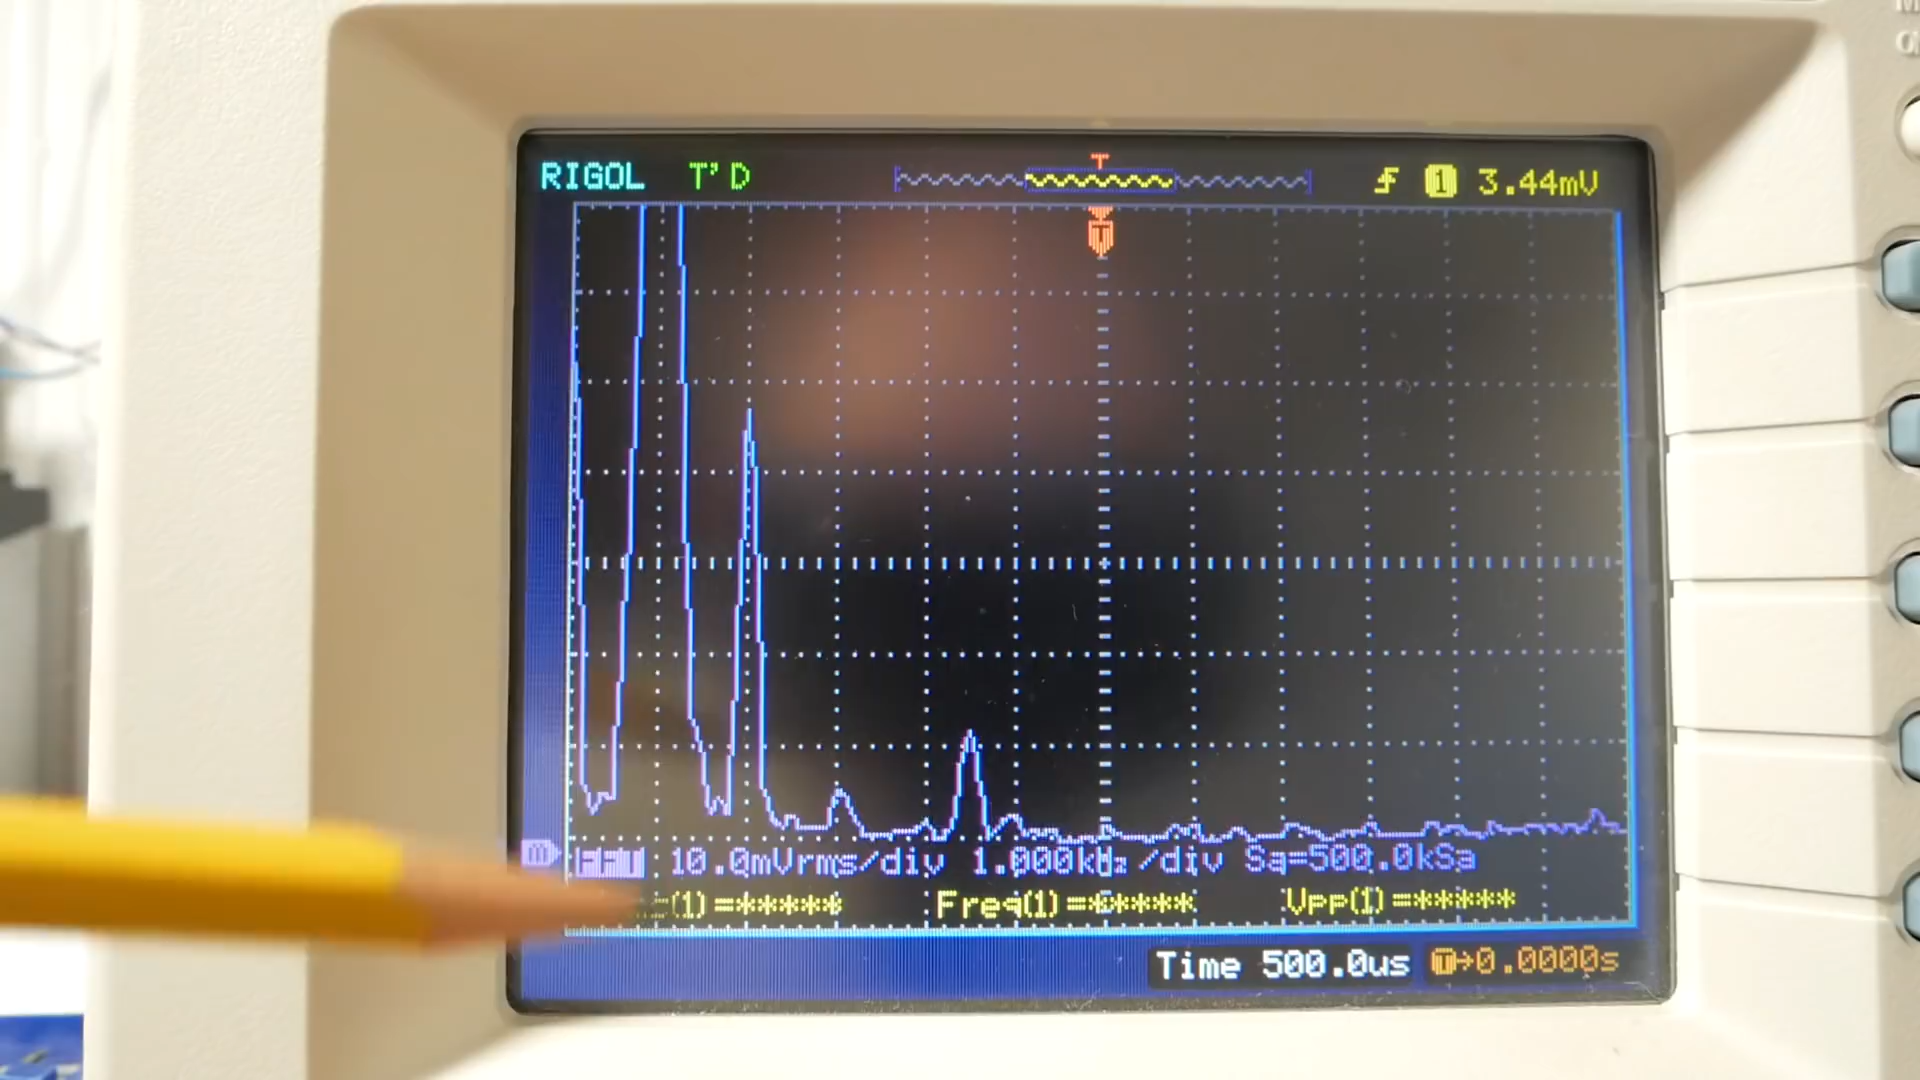 RIGOL T'D T 1 3.44mV
T
m FFT 10.0mVrms/div 1.000kHz/div Sa=500.0kSa
(1)=***** Freq(1)=***** Vpp(1)=*****
Time 500.0us T→0.0000s